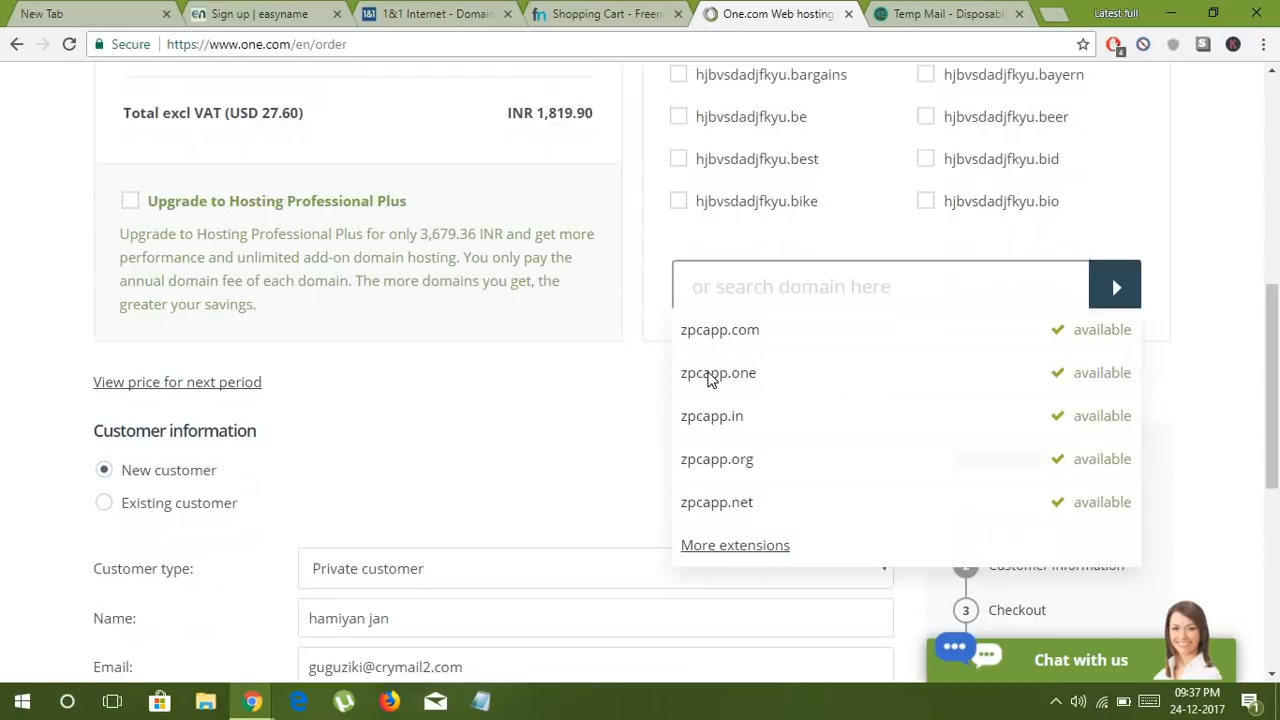 New Tab
Sign up | easyname
1&1 Internet - Domain
Shopping Cart - Freen
One.com Web hosting
Temp Mail - Disposabl
Latest full
Secure
https://www.one.com/en/order
4
hjbvsdadjfkyu.bargains
hjbvsdadjfkyu.bayern
Total excl VAT (USD 27.60)
INR 1,819.90
hjbvsdadjfkyu.be
hjbvsdadjfkyu.beer
hjbvsdadjfkyu.best
hjbvsdadjfkyu.bid
hjbvsdadjfkyu.bike
hjbvsdadjfkyu.bio
Upgrade to Hosting Professional Plus
Upgrade to Hosting Professional Plus for only 3,679.36 INR and get more
performance and unlimited add-on domain hosting. You only pay the
annual domain fee of each domain. The more domains you get, the
greater your savings.
or search domain here
zpcapp.com
available
zpcapp.one
available
zpcapp.in
available
zpcapp.org
available
zpcapp.net
available
More extensions
View price for next period
Customer information
New customer
Existing customer
Customer type:
Private customer
Name:
hamiyan jan
Email:
guguziki@crymail2.com
2
Customer information
3
Checkout
Chat with us
09:37 PM
24-12-2017